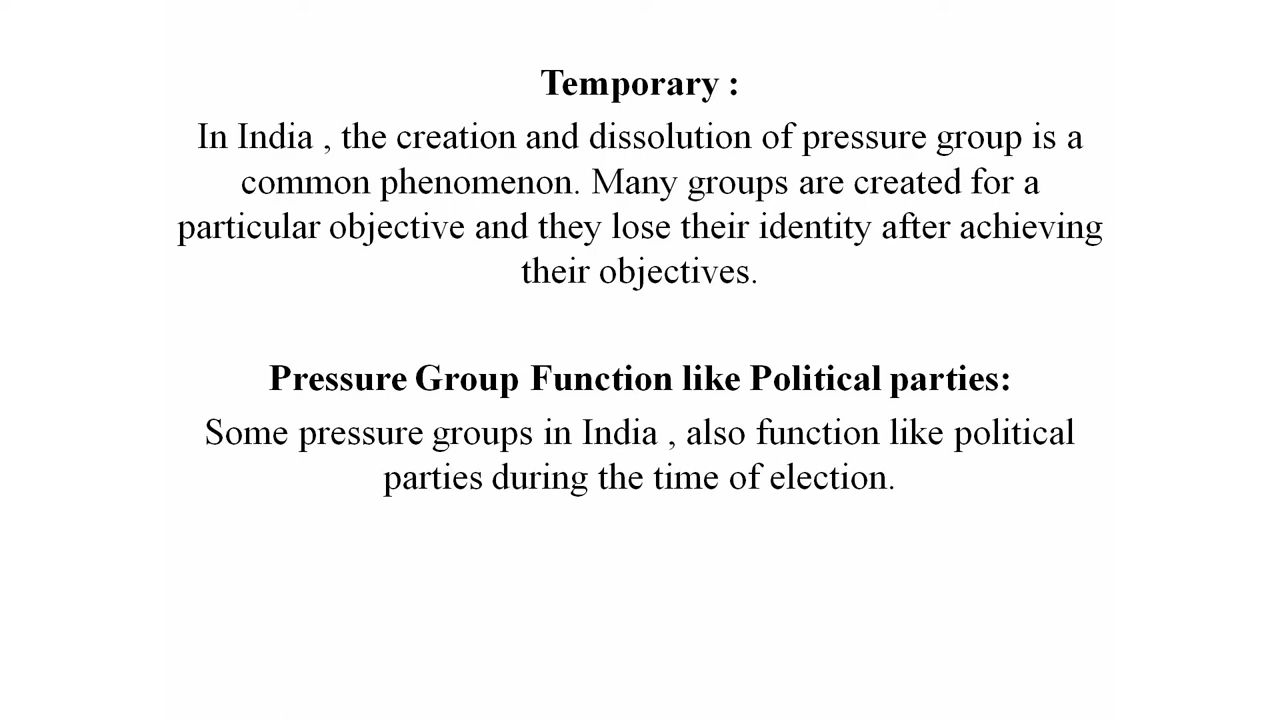 Temporary :
In India , the creation and dissolution of pressure group is a
common phenomenon. Many groups are created for a
particular objective and they lose their identity after achieving
their objectives.
Pressure Group Function like Political parties:
Some pressure groups in India , also function like political
parties during the time of election.